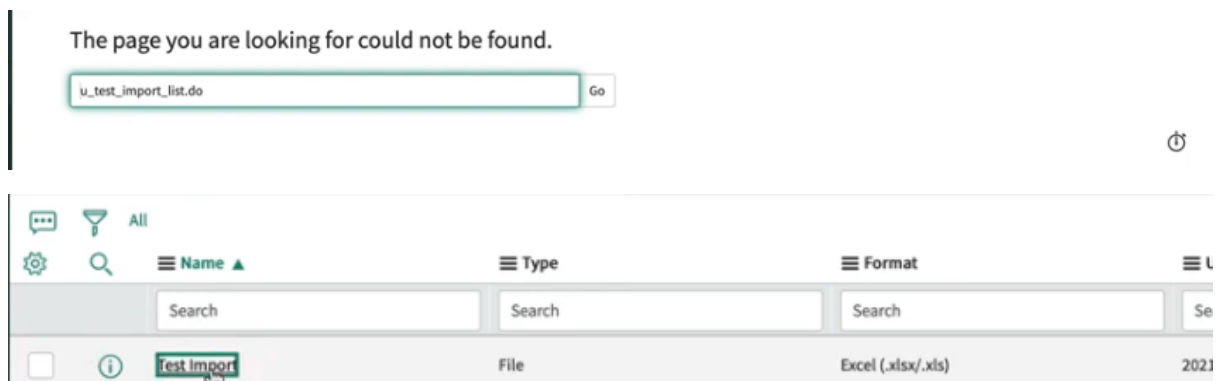 The page you are looking for could not be found.
u_test_import_list.do Go
All
Name Type Format
Search Search Search
Test Import File Excel (.xlsx/.xls) 2021